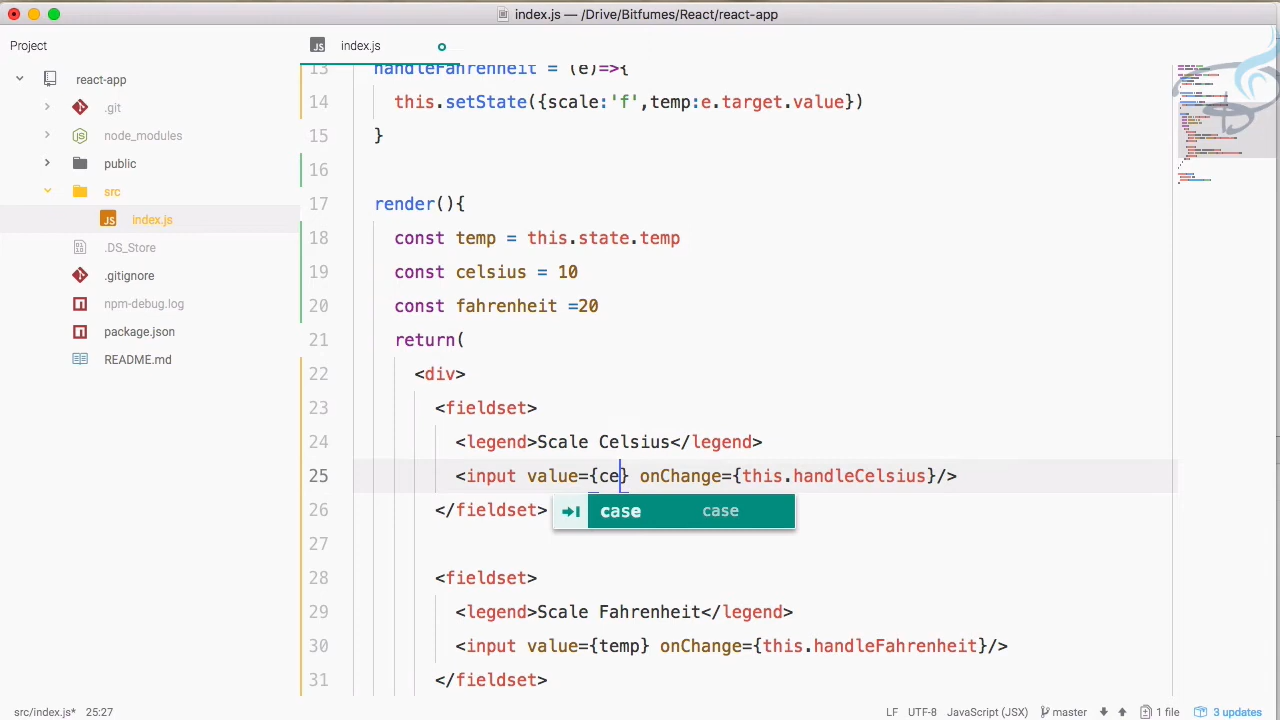 index.js — /Drive/Bitfumes/React/react-app
Project
index.js
react-app
.git
node_modules
public
src
index.js
.DS_Store
.gitignore
npm-debug.log
package.json
README.md
13 handleFahrenheit = (e)=>{
14 this.setState({scale:'f',temp:e.target.value})
15 }
16
17 render(){
18 const temp = this.state.temp
19 const celsius = 10
20 const fahrenheit =20
21 return(
22 <div>
23 <fieldset>
24 <legend>Scale Celsius</legend>
25 <input value={ce} onChange={this.handleCelsius}/>
26 </fieldset>
case case
27
28 <fieldset>
29 <legend>Scale Fahrenheit</legend>
30 <input value={temp} onChange={this.handleFahrenheit}/>
31 </fieldset>
src/index.js* 25:27 LF UTF-8 JavaScript (JSX) master 1 file 3 updates